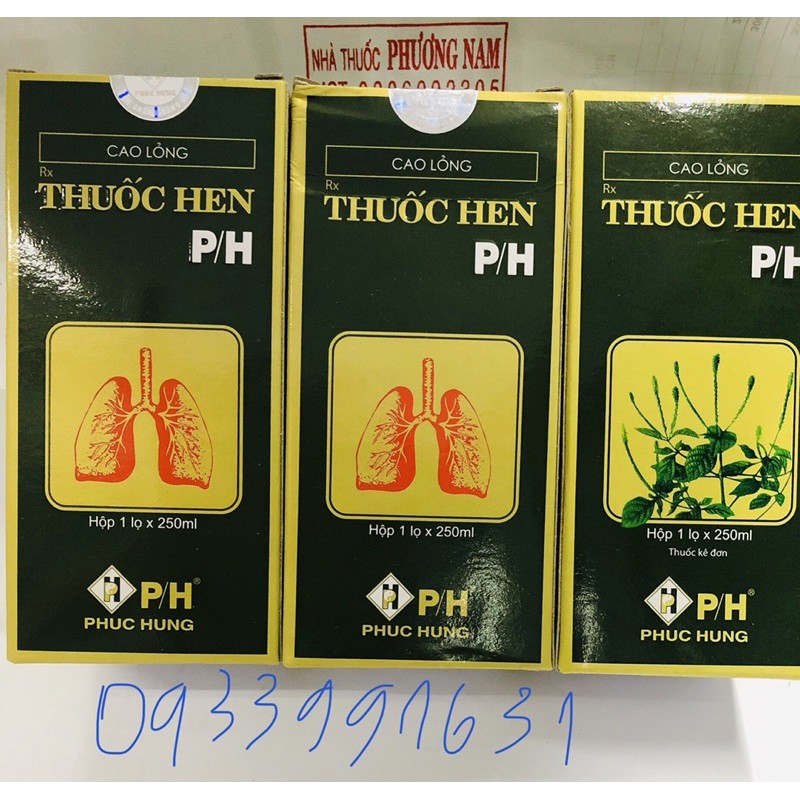 NHÀ THUỐC PHƯƠNG NAM
PHUC HUNG
CAO LỎNG
Rx
THUỐC HEN
P/H
Hộp 1 lọ x 250ml
P/H®
PHUC HUNG
CAO LỎNG
Rx
THUỐC HEN
P/H
Hộp 1 lọ x 250ml
P/H
PHUC HUNG
CAO LỎNG
Rx
THUỐC HEN
P/H
Hộp 1 lọ x 250ml
Thuốc kê đơn
P/H®
PHUC HUNG
0933991631